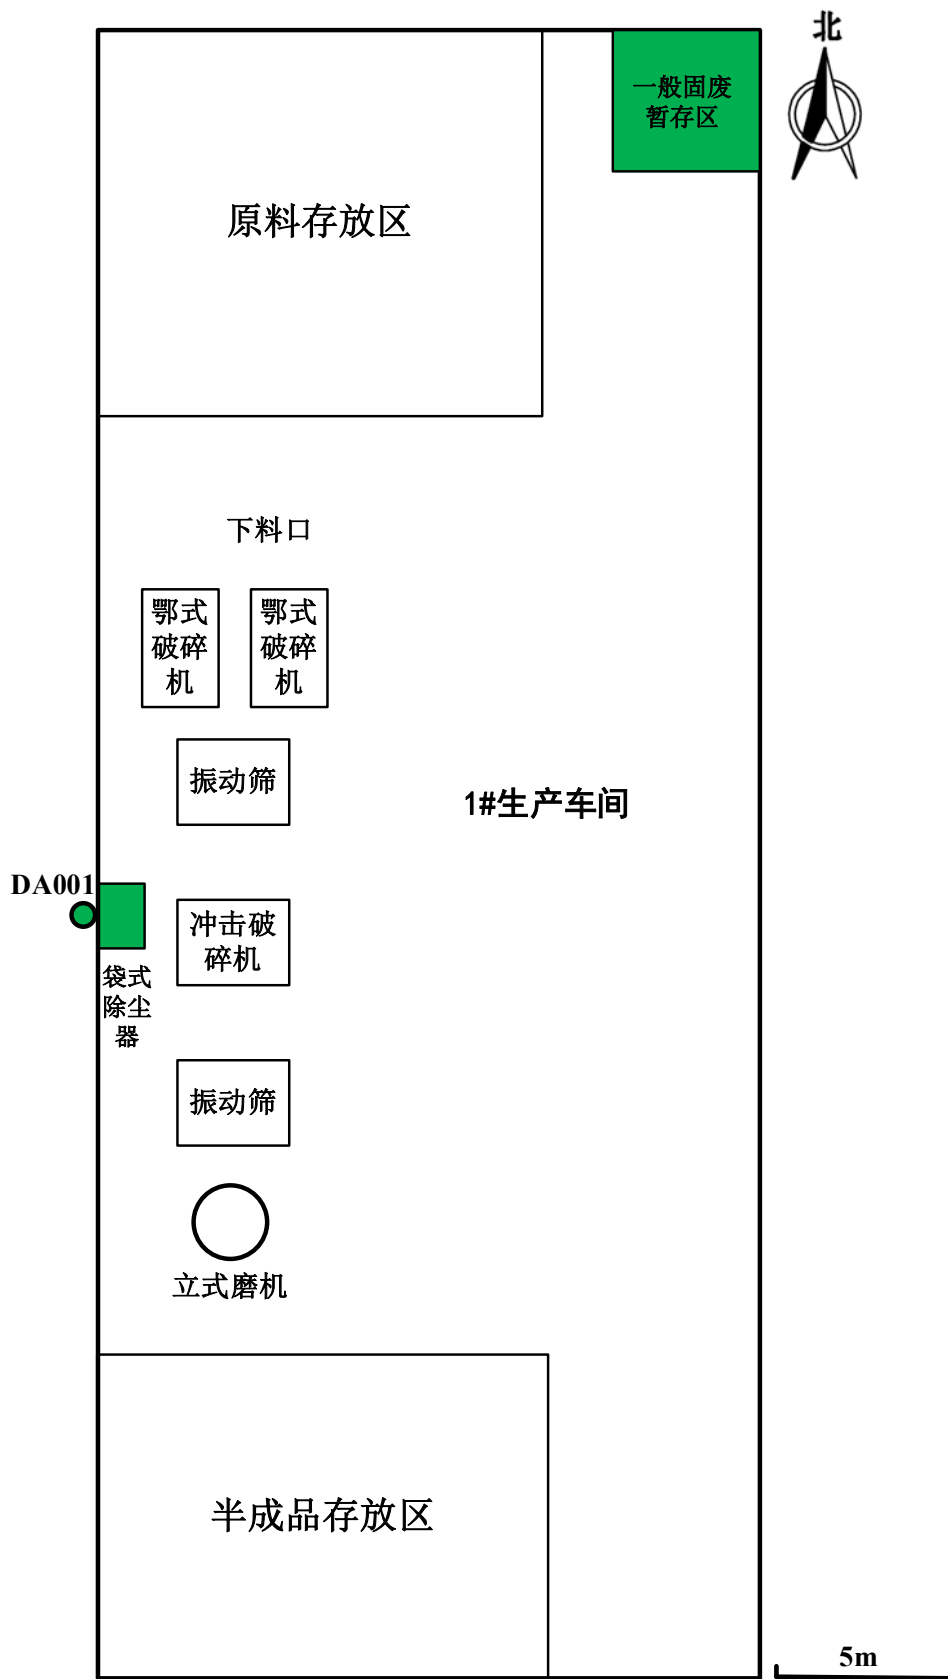 北
一般固废
暂存区
原料存放区
下料口
鄂式
破碎
机
鄂式
破碎
机
振动筛
1#生产车间
DA001
冲击破
碎机
袋式
除尘
器
振动筛
立式磨机
半成品存放区
5m